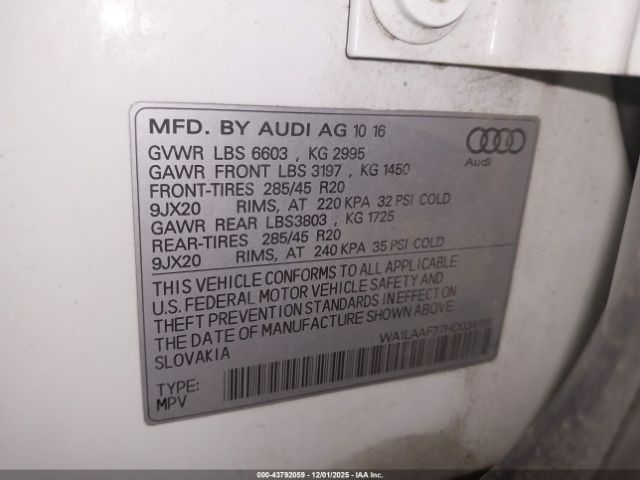 MFD. BY AUDI AG 10 16
GVWR LBS 6603 , KG 2995
GAWR FRONT LBS 3197 , KG 1450
FRONT-TIRES 285/45 R20
9JX20 RIMS, AT 220 KPA 32 PSI COLD
GAWR REAR LBS3803 , KG 1725
REAR-TIRES 285/45 R20
9JX20 RIMS, AT 240 KPA 35 PSI COLD
Audi
THIS VEHICLE CONFORMS TO ALL APPLICABLE
U.S. FEDERAL MOTOR VEHICLE SAFETY AND
THEFT PREVENTION STANDARDS IN EFFECT ON
THE DATE OF MANUFACTURE SHOWN ABOVE.
SLOVAKIA
TYPE:
MPV
000-43792059 - 12/01/2025 - IAA Inc.